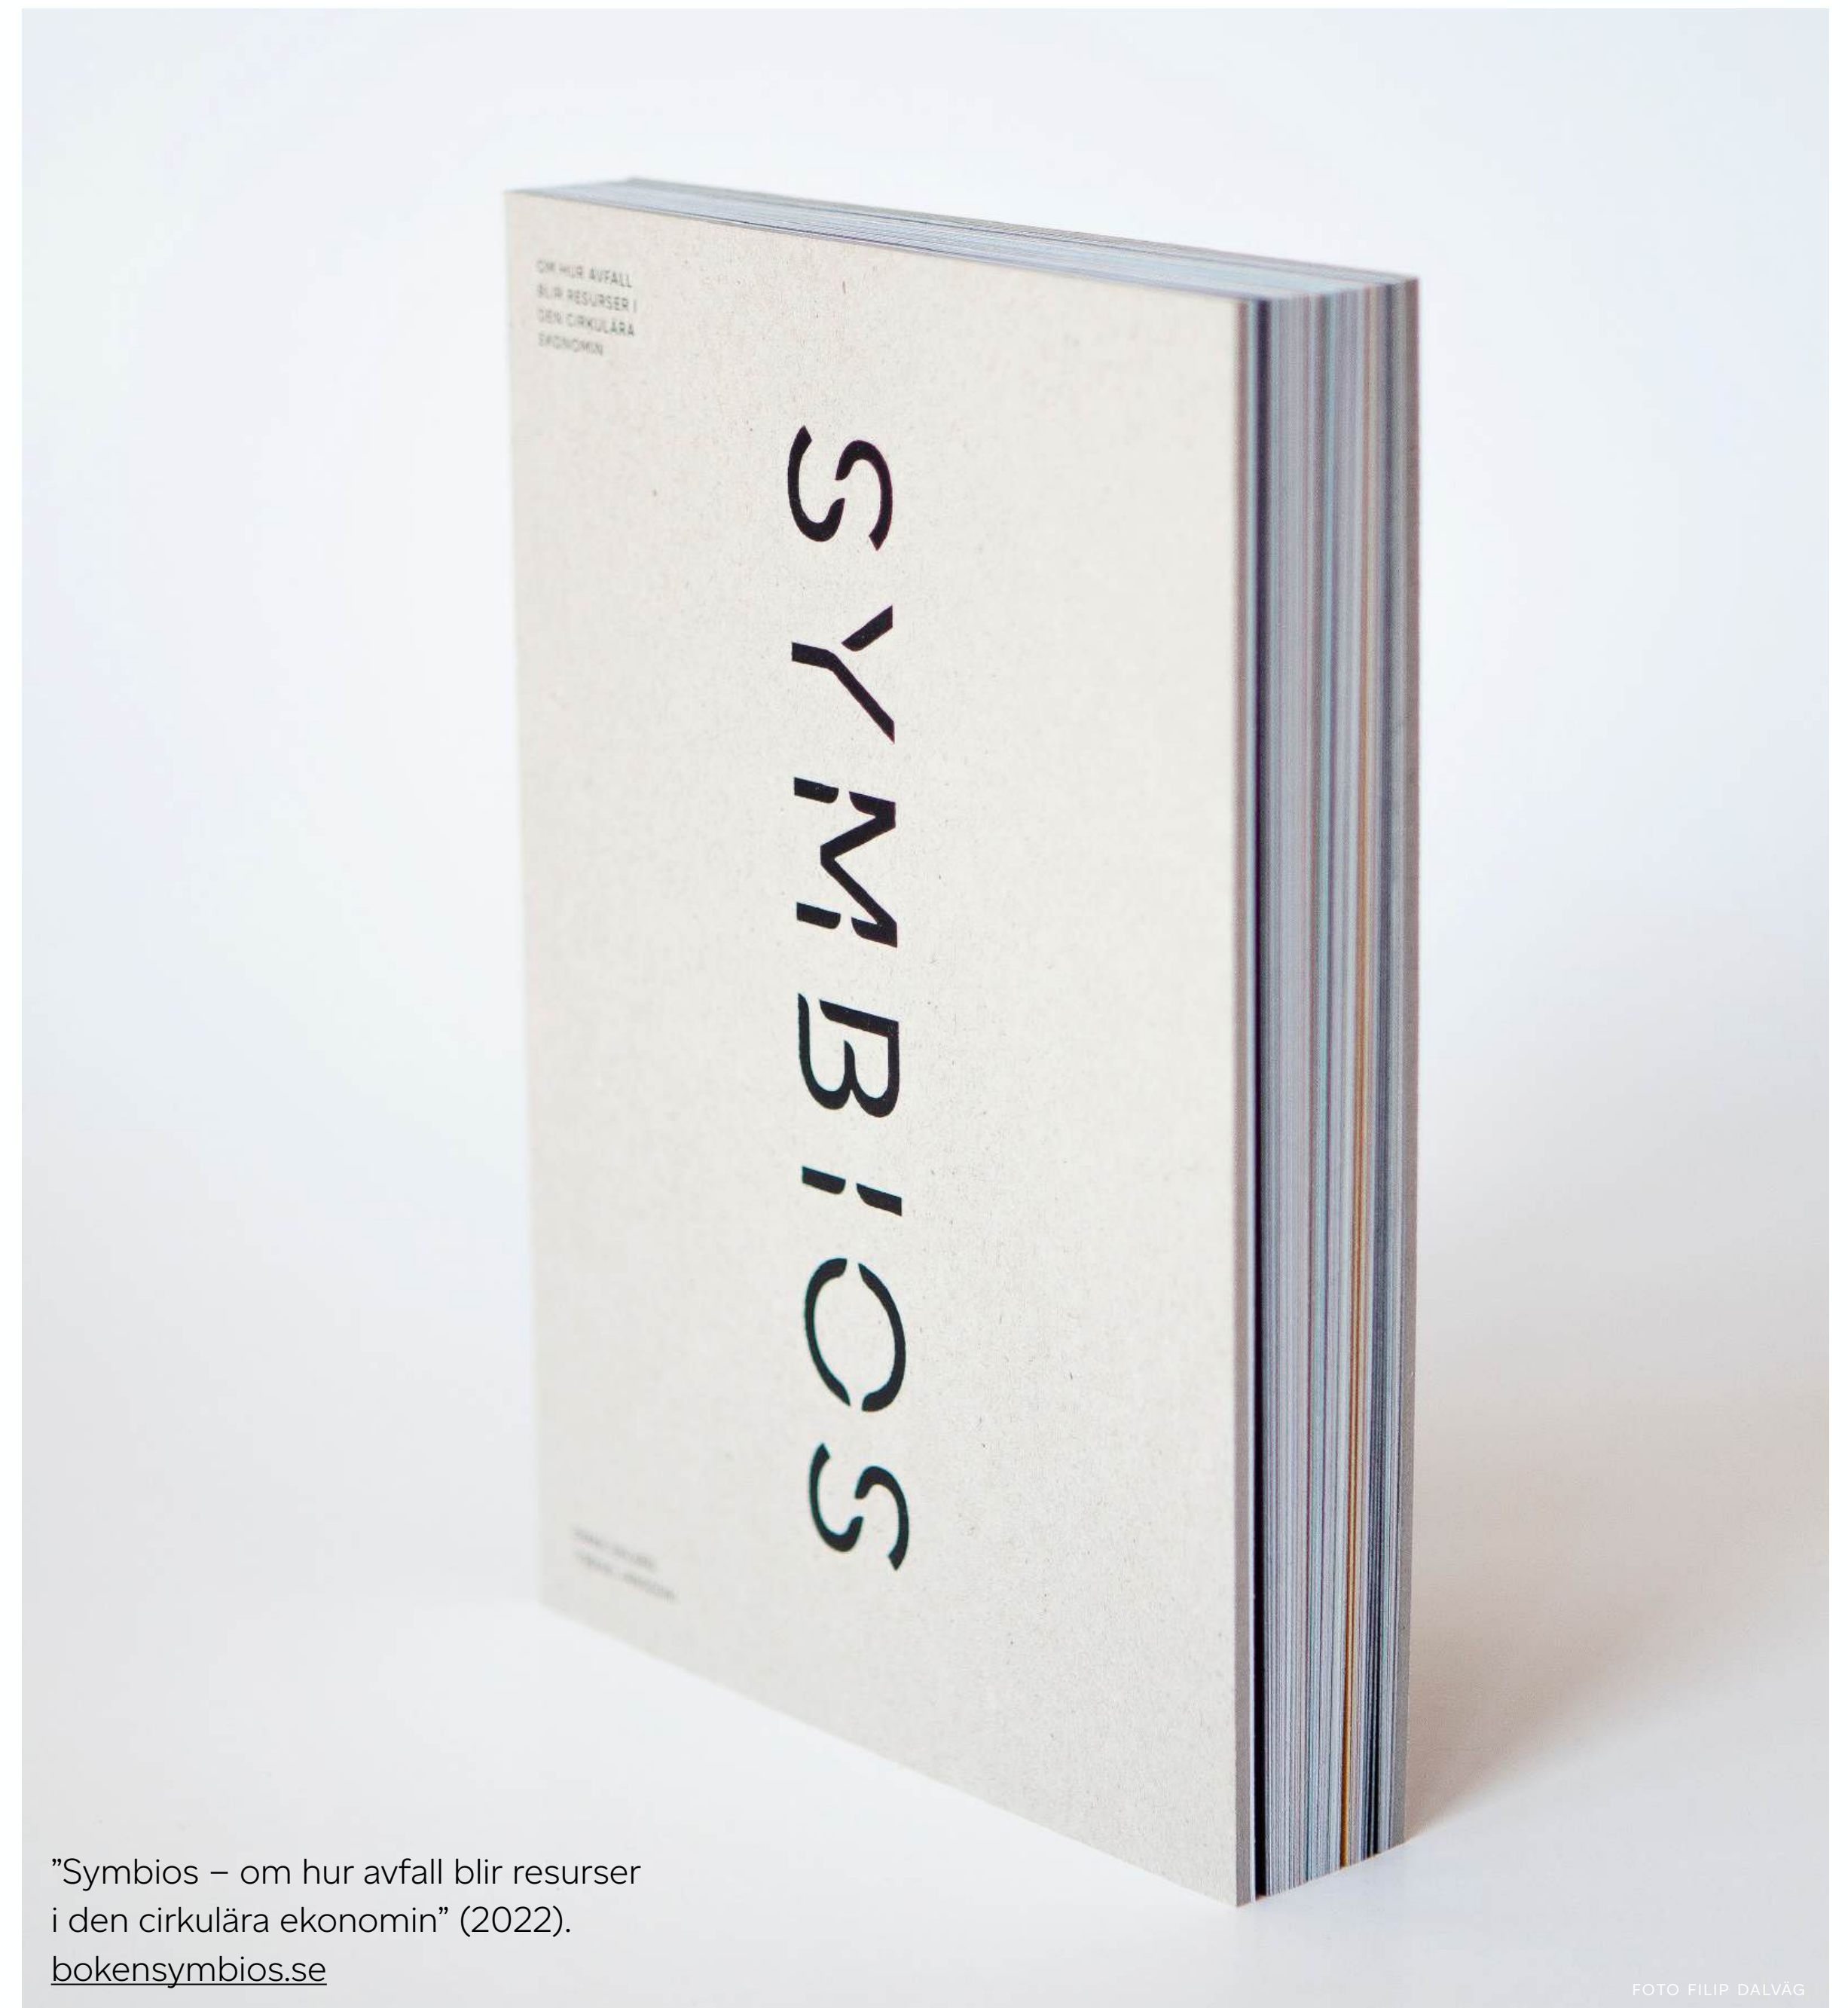 OM HUR AVFALL
BLIR RESURSER I
DEN CIRKULÄRA
EKONOMIN
SYMBIOS
”Symbios – om hur avfall blir resurser
i den cirkulära ekonomin” (2022).
bokensymbios.se
FOTO FILIP DALVÄG